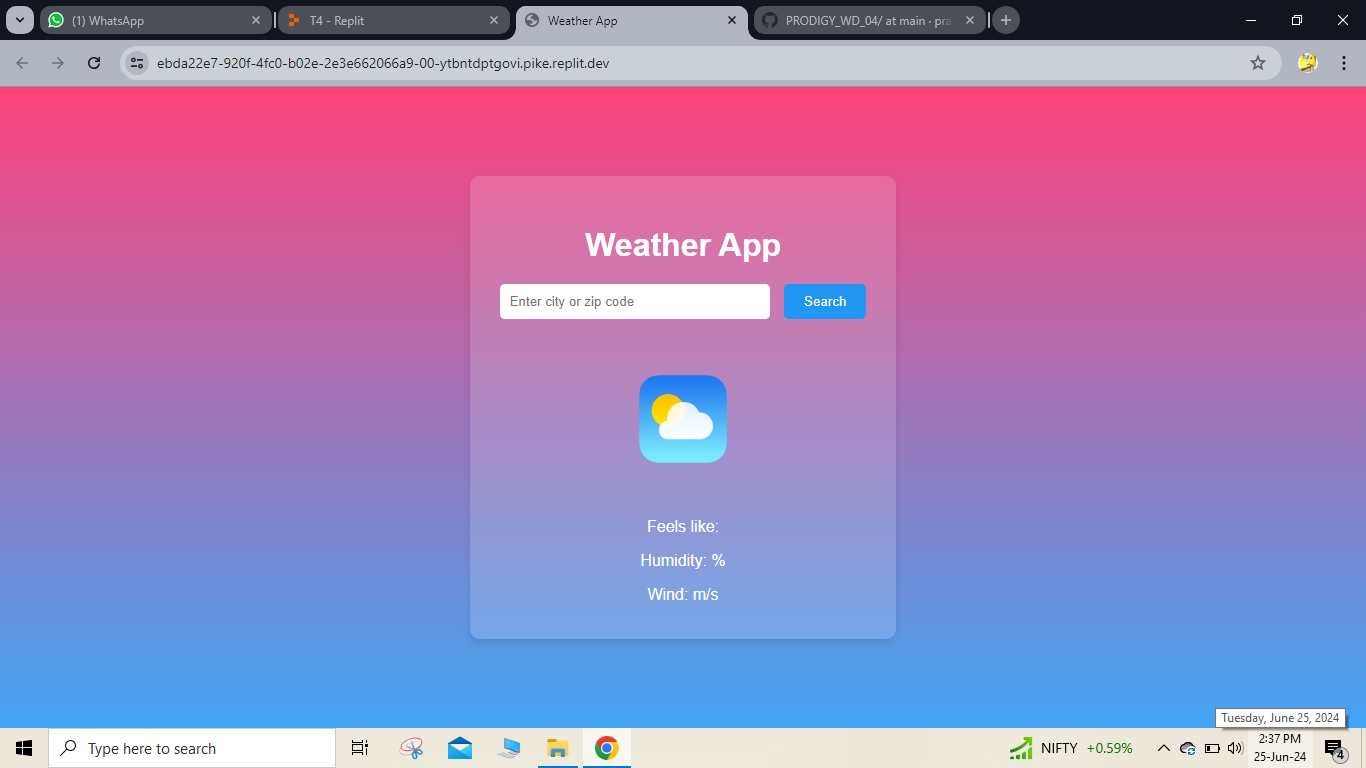 (1) WhatsApp
T4 - Replit
Weather App
PRODIGY_WD_04/ at main · pra
ebda22e7-920f-4fc0-b02e-2e3e662066a9-00-ytbntdptgovi.pike.replit.dev
Weather App
Enter city or zip code
Search
Feels like:
Humidity: %
Wind: m/s
Tuesday, June 25, 2024
Type here to search
NIFTY +0.59%
2:37 PM
25-Jun-24
4